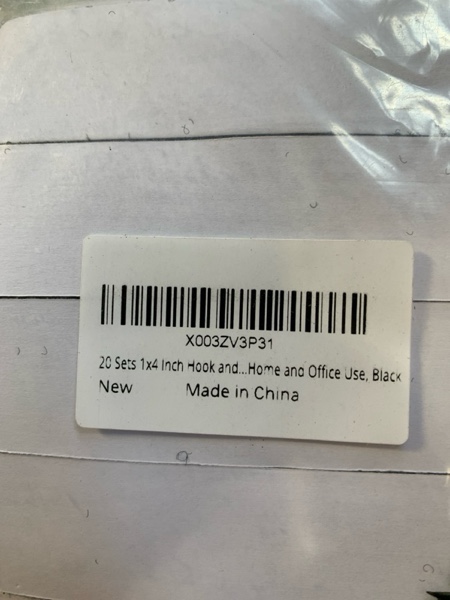 X003ZV3P31
20 Sets 1x4 Inch Hook and...Home and Office Use, Black
New Made in China